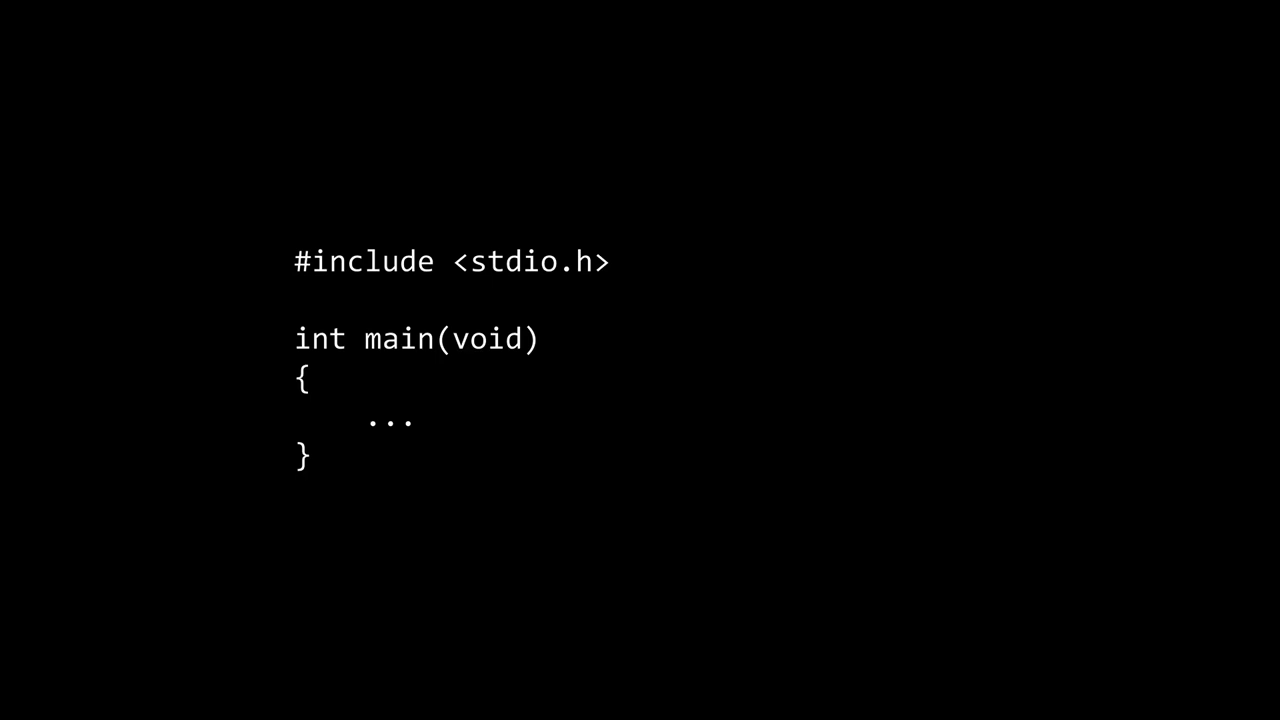 #include <stdio.h>

int main(void)
{
    ...
}